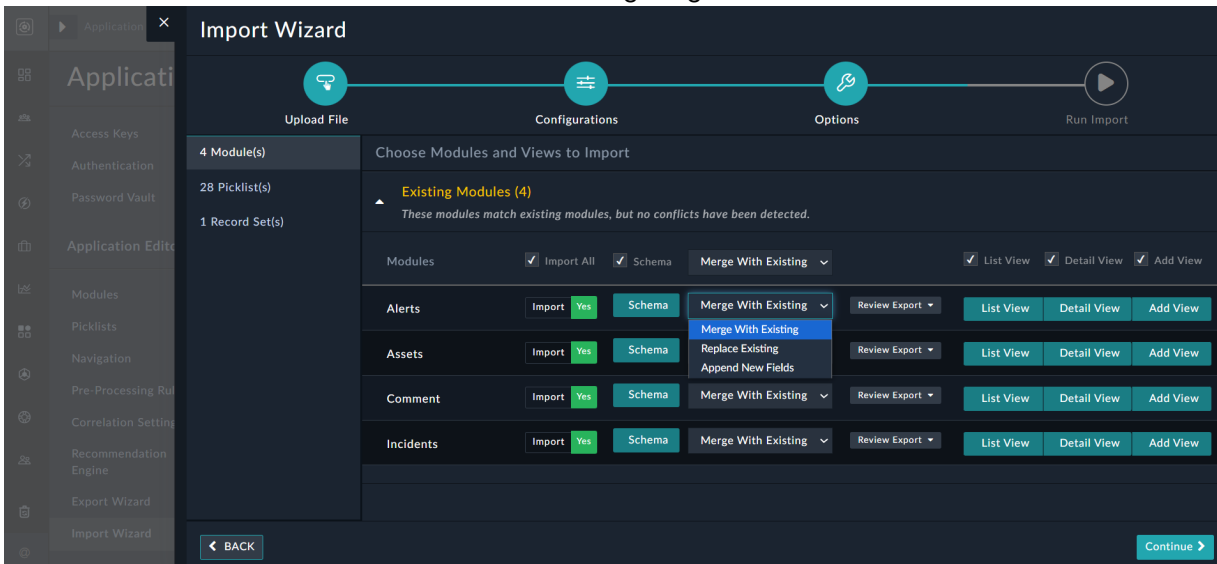 Application
×
Import Wizard
Applicati
Upload File
Configurations
Options
Run Import
Access Keys
Authentication
Password Vault
Application Edito
Modules
Picklists
Navigation
Pre-Processing Rul
Correlation Setting
Recommendation
Engine
Export Wizard
Import Wizard
4 Module(s)
28 Picklist(s)
1 Record Set(s)
Choose Modules and Views to Import
Existing Modules (4)
These modules match existing modules, but no conflicts have been detected.
Modules Import All Schema Merge With Existing List View Detail View Add View
Alerts Import Yes Schema Merge With Existing Review Export List View Detail View Add View
Merge With Existing
Replace Existing
Append New Fields
Assets Import Yes Schema Review Export List View Detail View Add View
Comment Import Yes Schema Merge With Existing Review Export List View Detail View Add View
Incidents Import Yes Schema Merge With Existing Review Export List View Detail View Add View
BACK
Continue